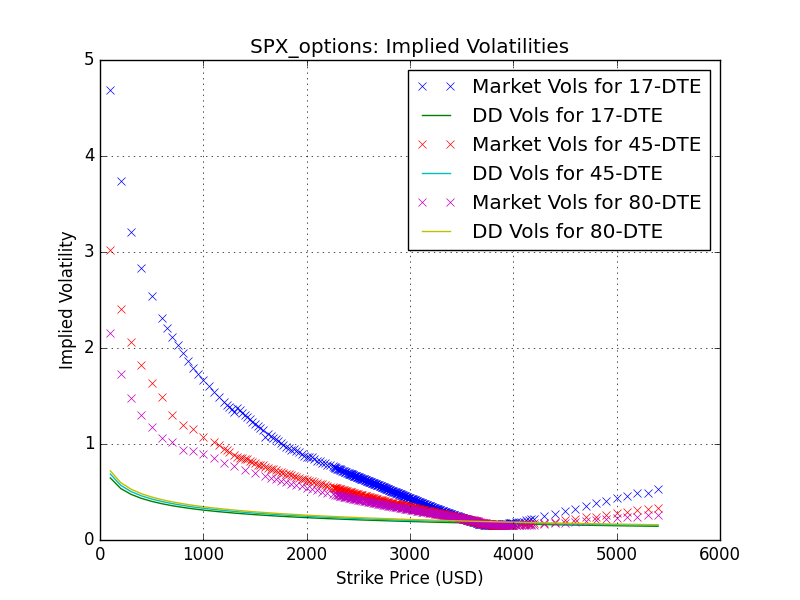 SPX_options: Implied Volatilities
Market Vols for 17-DTE
DD Vols for 17-DTE
Market Vols for 45-DTE
DD Vols for 45-DTE
Market Vols for 80-DTE
DD Vols for 80-DTE
Implied Volatility
5
4
3
2
1
0
0 1000 2000 3000 4000 5000 6000
Strike Price (USD)